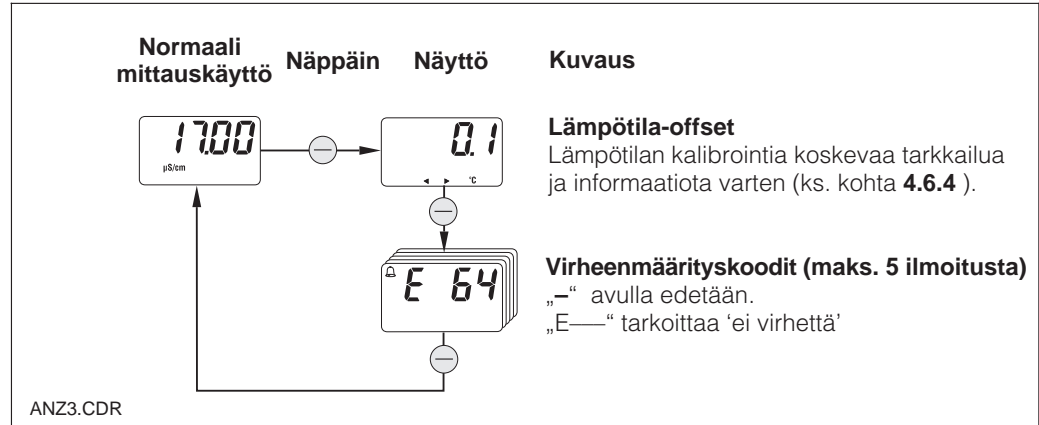 Normaali
mittauskäyttö Näppäin Näyttö Kuvaus
17.00
µS/cm
–
0.1
°C
Lämpötila-offset
Lämpötilan kalibrointia koskevaa tarkkailua
ja informaatiota varten (ks. kohta 4.6.4 ).
–
E 64
Virheenmäärityskoodit (maks. 5 ilmoitusta)
„–“ avulla edetään.
„E–––“ tarkoittaa ‘ei virhettä’
–
ANZ3.CDR